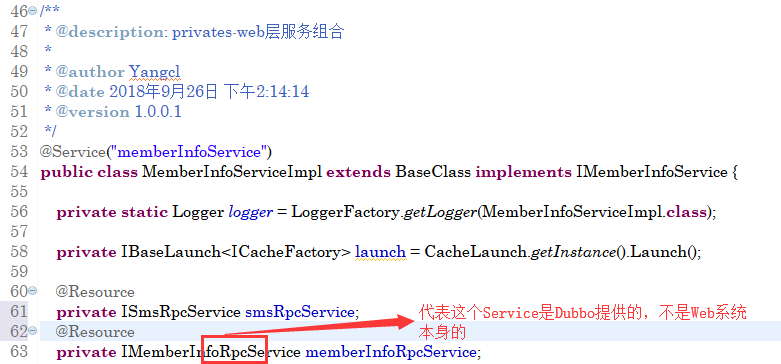 46 /**
47  * @description: privates-web层服务组合
48  *
49  * @author Yangcl
50  * @date 2018年9月26日 下午2:14:14
51  * @version 1.0.0.1
52  */
53 @Service("memberInfoService")
54 public class MemberInfoServiceImpl extends BaseClass implements IMemberInfoService {
55
56 private static Logger logger = LoggerFactory.getLogger(MemberInfoServiceImpl.class);
57
58 private IBaseLaunch<ICacheFactory> launch = CacheLaunch.getInstance().Launch();
59
60 @Resource
61 private ISmsRpcService smsRpcService;
62 @Resource
63 private IMemberInfoRpcService memberInfoRpcService;
代表这个Service是Dubbo提供的，不是Web系统
本身的